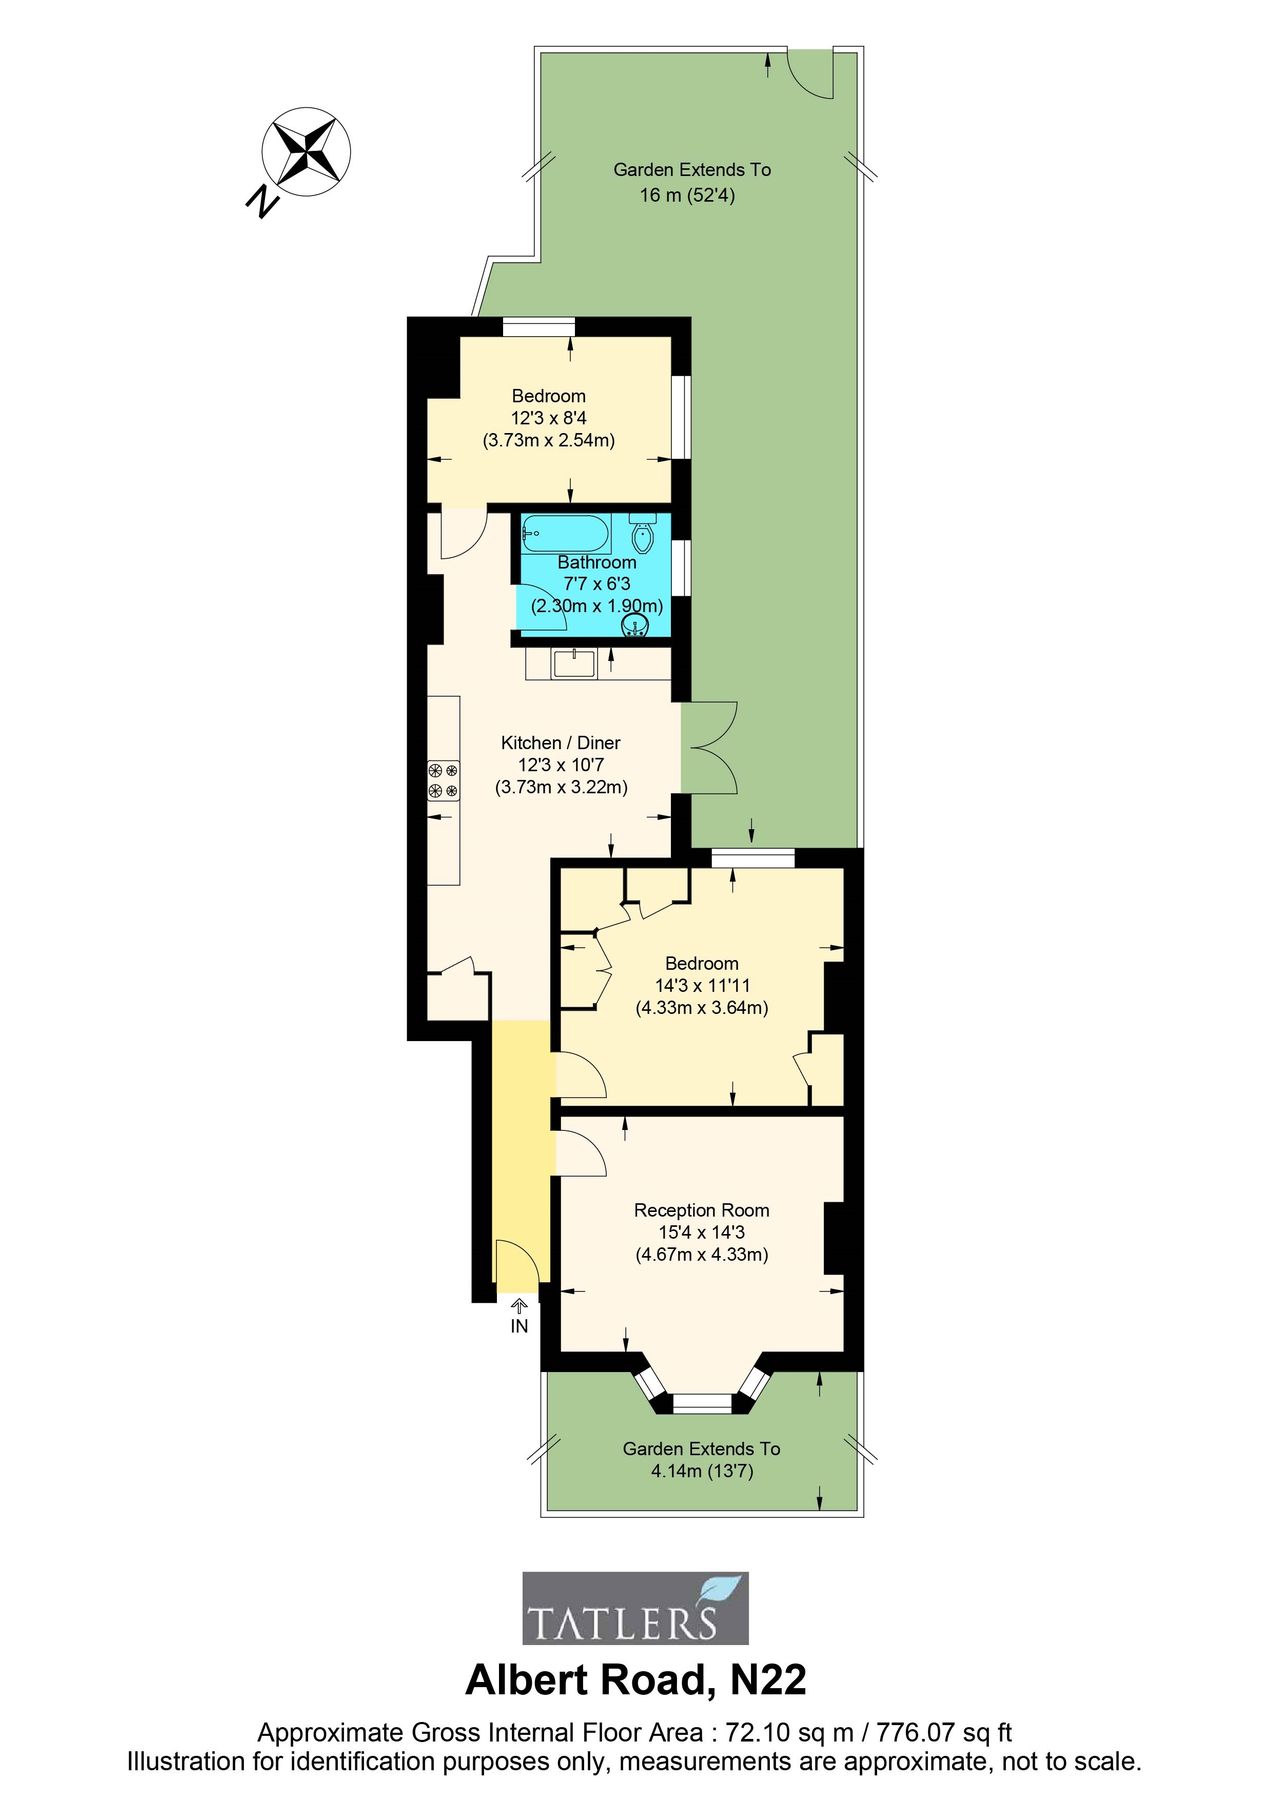 N
Garden Extends To
16 m (52'4)
Bedroom
12'3 x 8'4
(3.73m x 2.54m)
Bathroom
7'7 x 6'3
(2.30m x 1.90m)
Kitchen / Diner
12'3 x 10'7
(3.73m x 3.22m)
Bedroom
14'3 x 11'11
(4.33m x 3.64m)
Reception Room
15'4 x 14'3
(4.67m x 4.33m)
IN
Garden Extends To
4.14m (13'7)
TATLERS
Albert Road, N22
Approximate Gross Internal Floor Area : 72.10 sq m / 776.07 sq ft
Illustration for identification purposes only, measurements are approximate, not to scale.